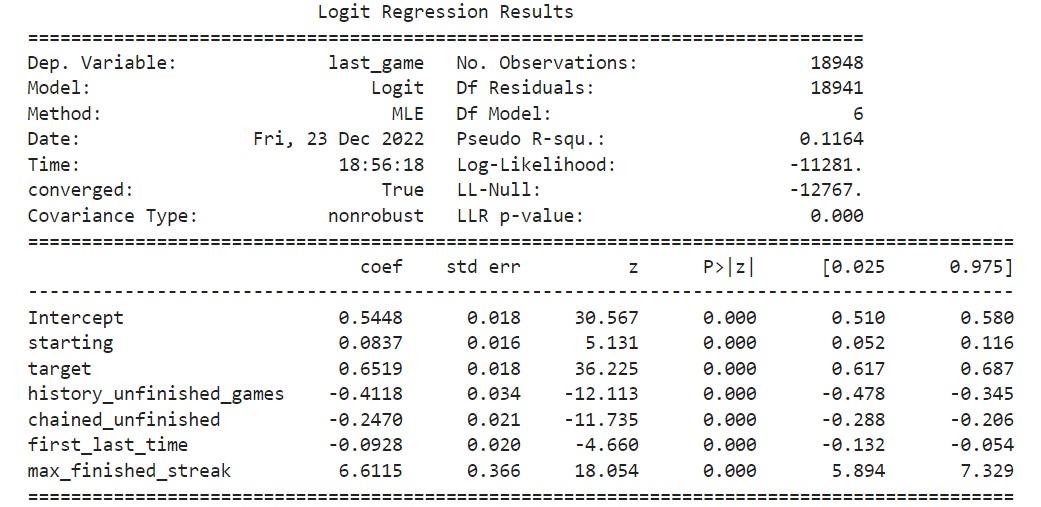 Logit Regression Results
==============================================================================
Dep. Variable: last_game No. Observations: 18948
Model: Logit Df Residuals: 18941
Method: MLE Df Model: 6
Date: Fri, 23 Dec 2022 Pseudo R-squ.: 0.1164
Time: 18:56:18 Log-Likelihood: -11281.
converged: True LL-Null: -12767.
Covariance Type: nonrobust LLR p-value: 0.000
============================================================================================
coef std err z P>|z| [0.025 0.975]
--------------------------------------------------------------------------------------------
Intercept 0.5448 0.018 30.567 0.000 0.510 0.580
starting 0.0837 0.016 5.131 0.000 0.052 0.116
target 0.6519 0.018 36.225 0.000 0.617 0.687
history_unfinished_games -0.4118 0.034 -12.113 0.000 -0.478 -0.345
chained_unfinished -0.2470 0.021 -11.735 0.000 -0.288 -0.206
first_last_time -0.0928 0.020 -4.660 0.000 -0.132 -0.054
max_finished_streak 6.6115 0.366 18.054 0.000 5.894 7.329
============================================================================================